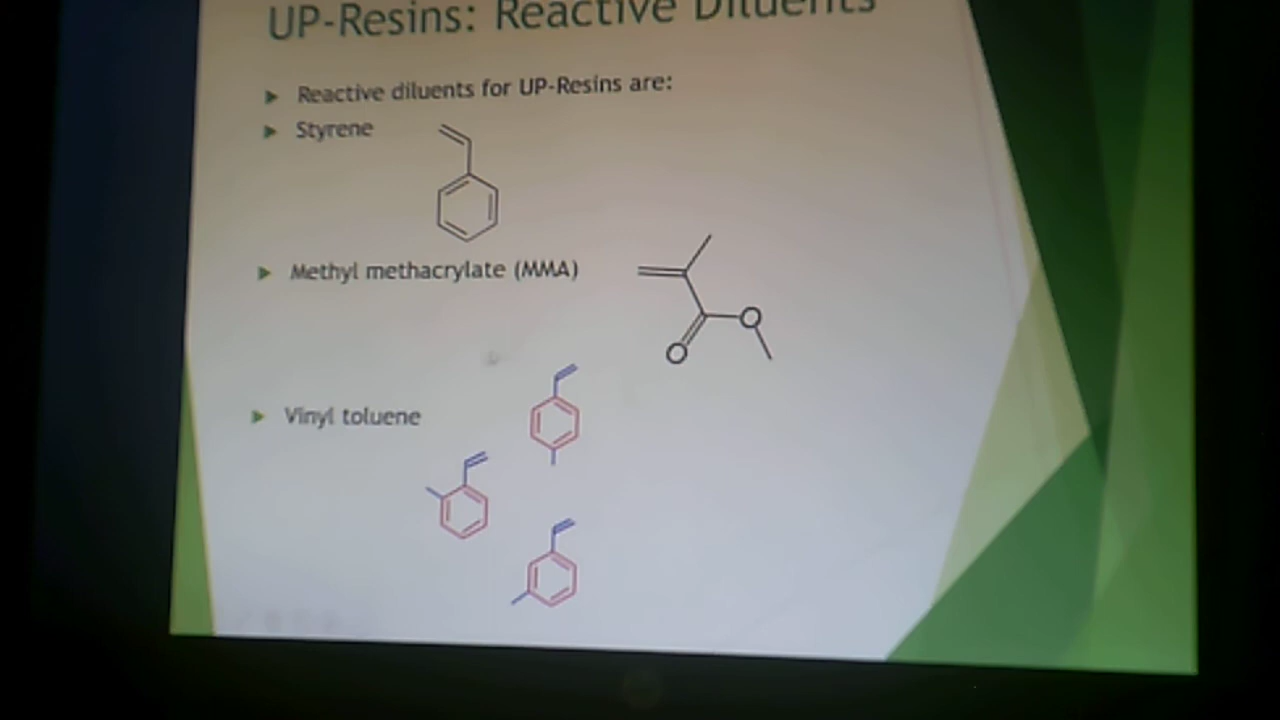 UP-Resins: Reactive Diluents
Reactive diluents for UP-Resins are:
Styrene
Methyl methacrylate (MMA)
O
O
Vinyl toluene